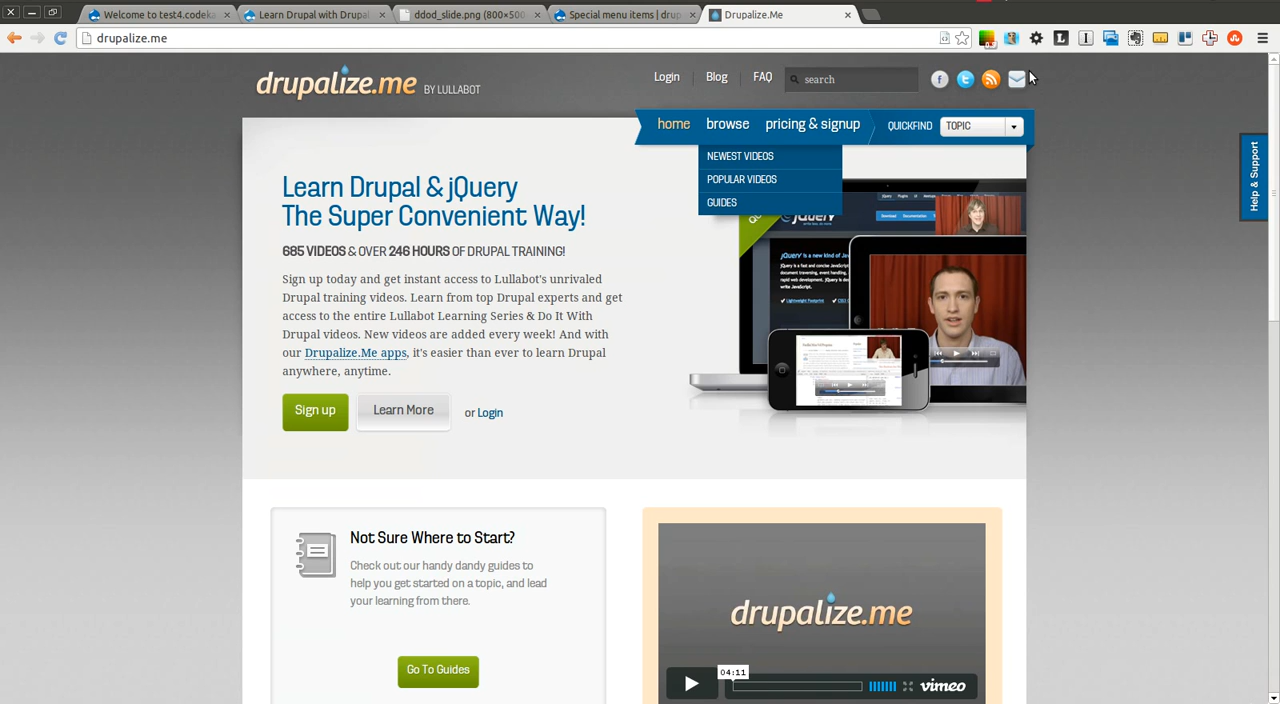 Welcome to test4.codeka
Learn Drupal with Drupal
ddod_slide.png (800×500
Special menu items | drup
Drupalize.Me
drupalize.me
drupalize.me BY LULLABOT
Login
Blog
FAQ
search
home
browse
pricing & signup
QUICKFIND
TOPIC
NEWEST VIDEOS
POPULAR VIDEOS
GUIDES
Help & Support
Learn Drupal & jQuery
The Super Convenient Way!
685 VIDEOS & OVER 246 HOURS OF DRUPAL TRAINING!
Sign up today and get instant access to Lullabot's unrivaled
Drupal training videos. Learn from top Drupal experts and get
access to the entire Lullabot Learning Series & Do It With
Drupal videos. New videos are added every week! And with
our Drupalize.Me apps, it's easier than ever to learn Drupal
anywhere, anytime.
Sign up
Learn More
or Login
jQuery
Lightweight Footprint
Not Sure Where to Start?
Check out our handy dandy guides to
help you get started on a topic, and lead
your learning from there.
Go To Guides
drupalize.me
04:11
vimeo